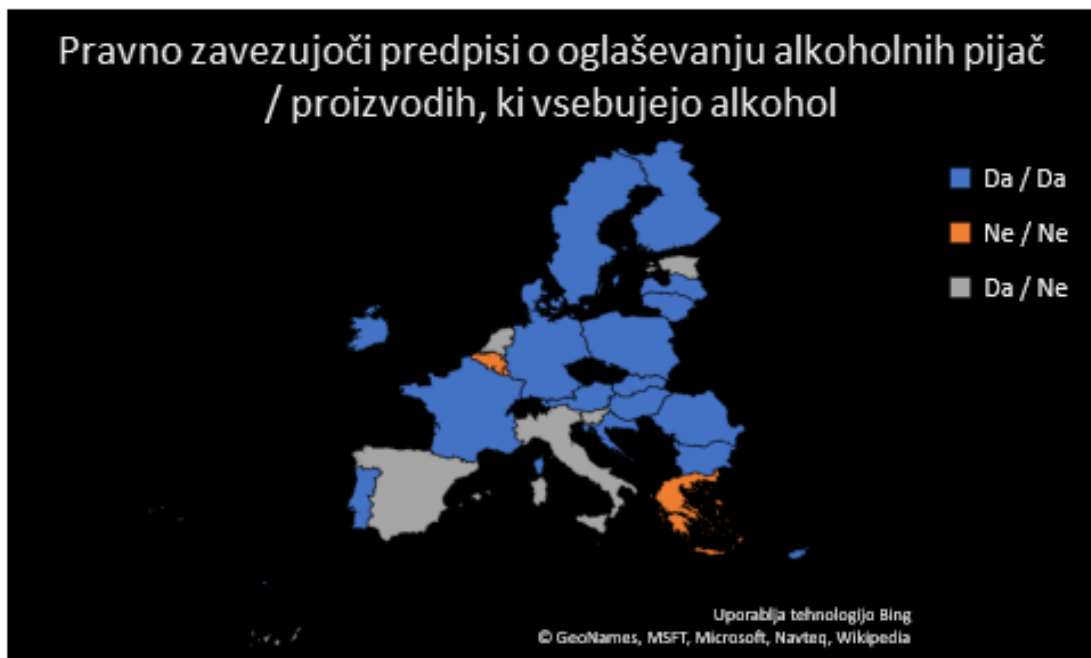 Pravno zavezujoči predpisi o oglaševanju alkoholnih pijač
/ proizvodih, ki vsebujejo alkohol
Da / Da
Ne / Ne
Da / Ne
Uporablja tehnologijo Bing
© GeoNames, MSFT, Microsoft, Navteq, Wikipedia